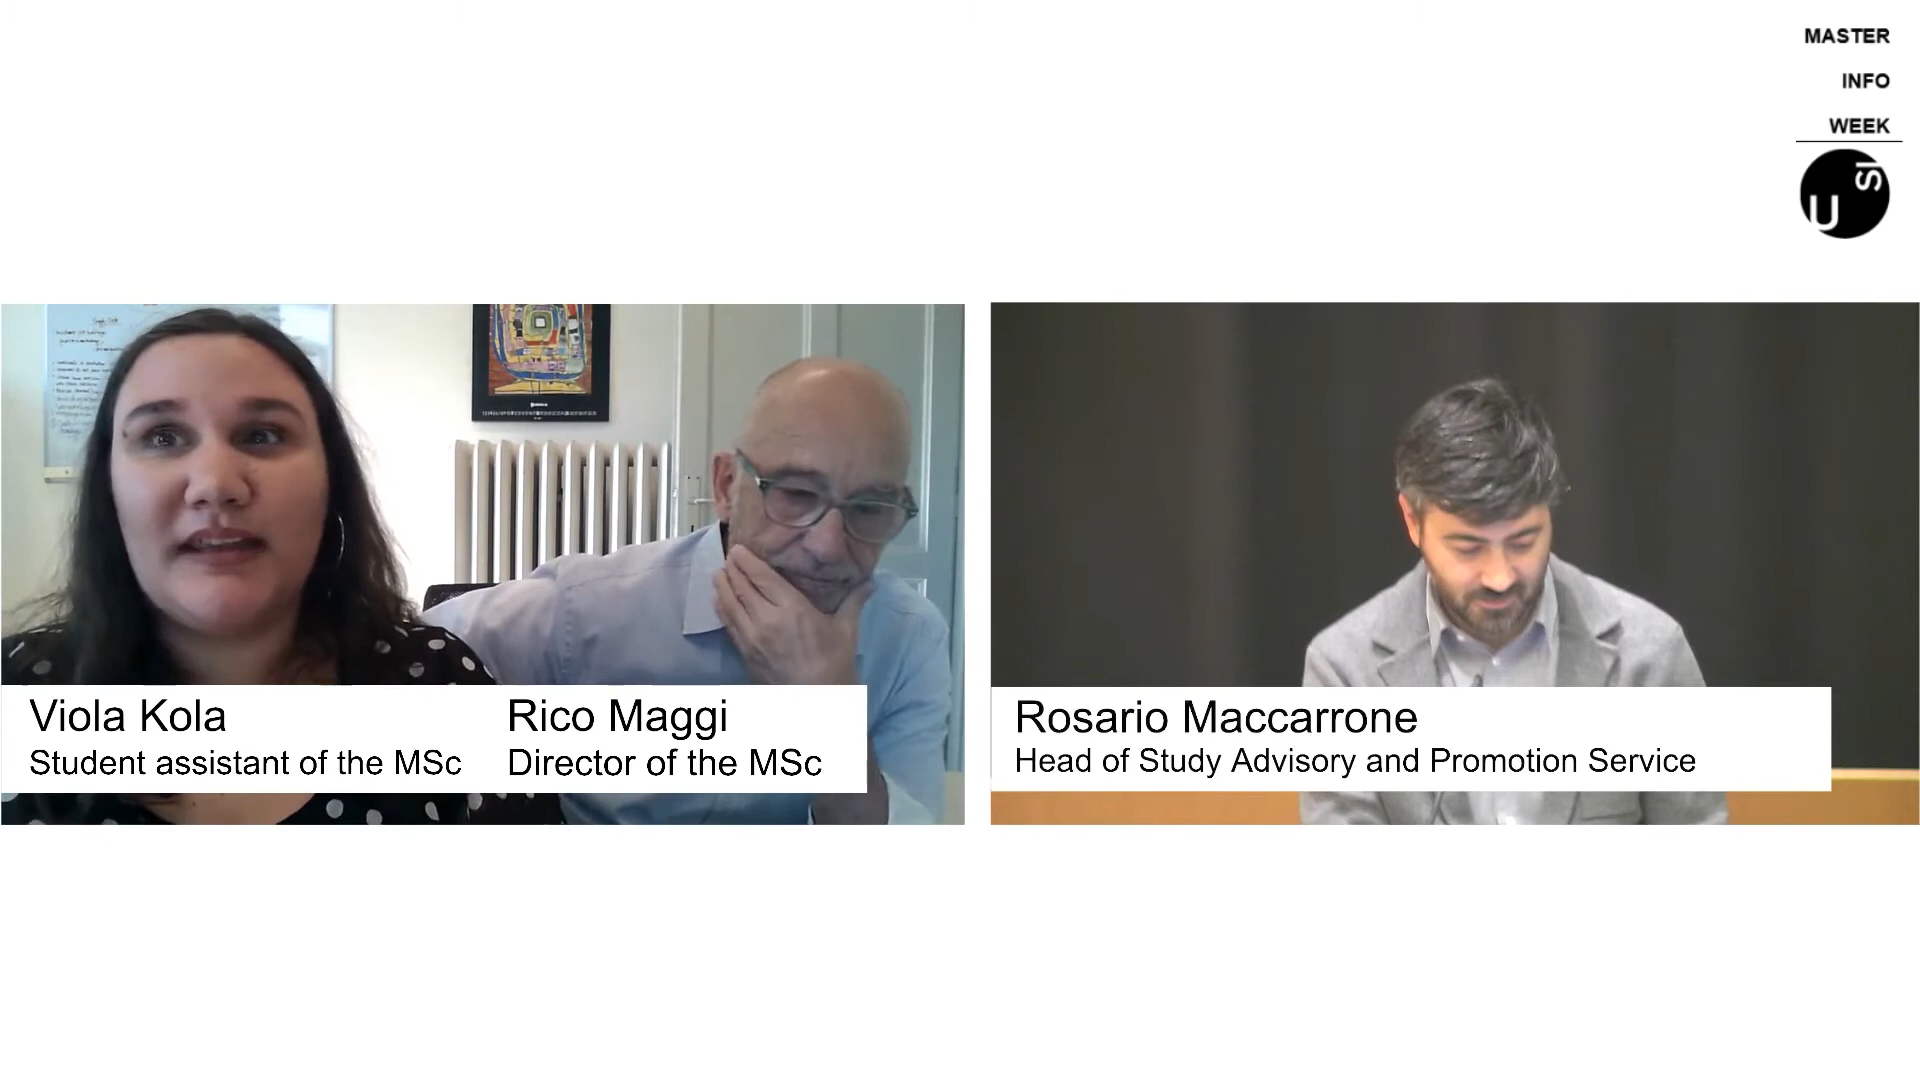 MASTER
INFO
WEEK
USI
Viola Kola
Student assistant of the MSc
Rico Maggi
Director of the MSc
Rosario Maccarrone
Head of Study Advisory and Promotion Service